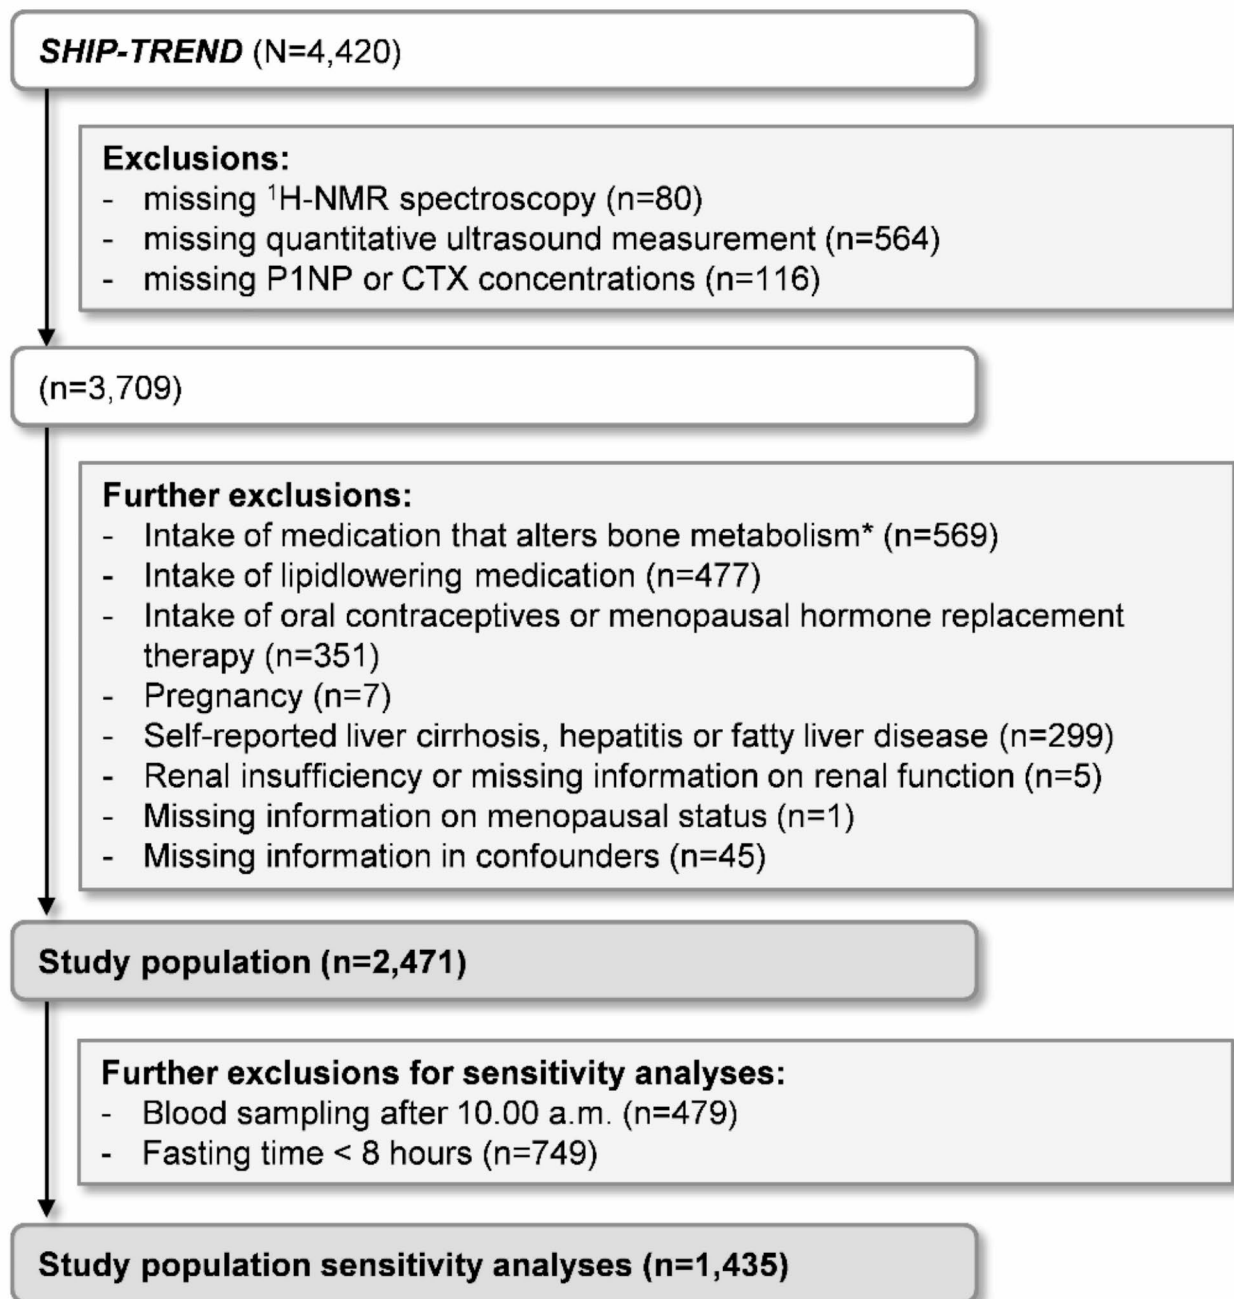 SHIP-TREND (N=4,420)
Exclusions:
- missing ¹H-NMR spectroscopy (n=80)
- missing quantitative ultrasound measurement (n=564)
- missing P1NP or CTX concentrations (n=116)
(n=3,709)
Further exclusions:
- Intake of medication that alters bone metabolism* (n=569)
- Intake of lipidlowering medication (n=477)
- Intake of oral contraceptives or menopausal hormone replacement
therapy (n=351)
- Pregnancy (n=7)
- Self-reported liver cirrhosis, hepatitis or fatty liver disease (n=299)
- Renal insufficiency or missing information on renal function (n=5)
- Missing information on menopausal status (n=1)
- Missing information in confounders (n=45)
Study population (n=2,471)
Further exclusions for sensitivity analyses:
- Blood sampling after 10.00 a.m. (n=479)
- Fasting time < 8 hours (n=749)
Study population sensitivity analyses (n=1,435)